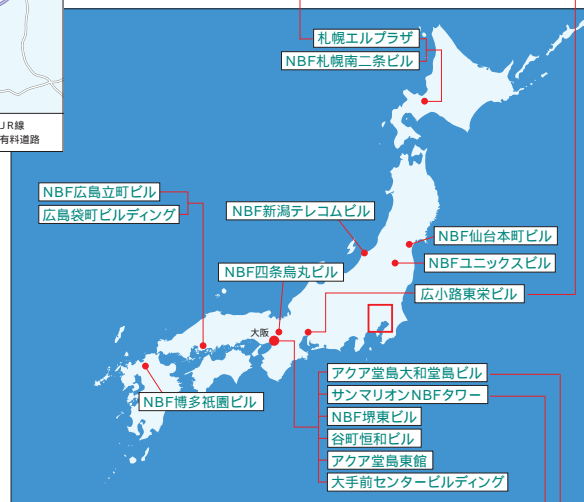 札幌エルプラザ
NBF札幌南二条ビル
JR線
有料道路
NBF広島立町ビル
広島袋町ビルディング
NBF新潟テレコムビル
NBF仙台本町ビル
NBFユニックスビル
NBF四条烏丸ビル
広小路東栄ビル
大阪
アクア堂島大和堂島ビル
サンマリオンNBFタワー
NBF博多祇園ビル
NBF堺東ビル
谷町恒和ビル
アクア堂島東館
大手前センタービルディング